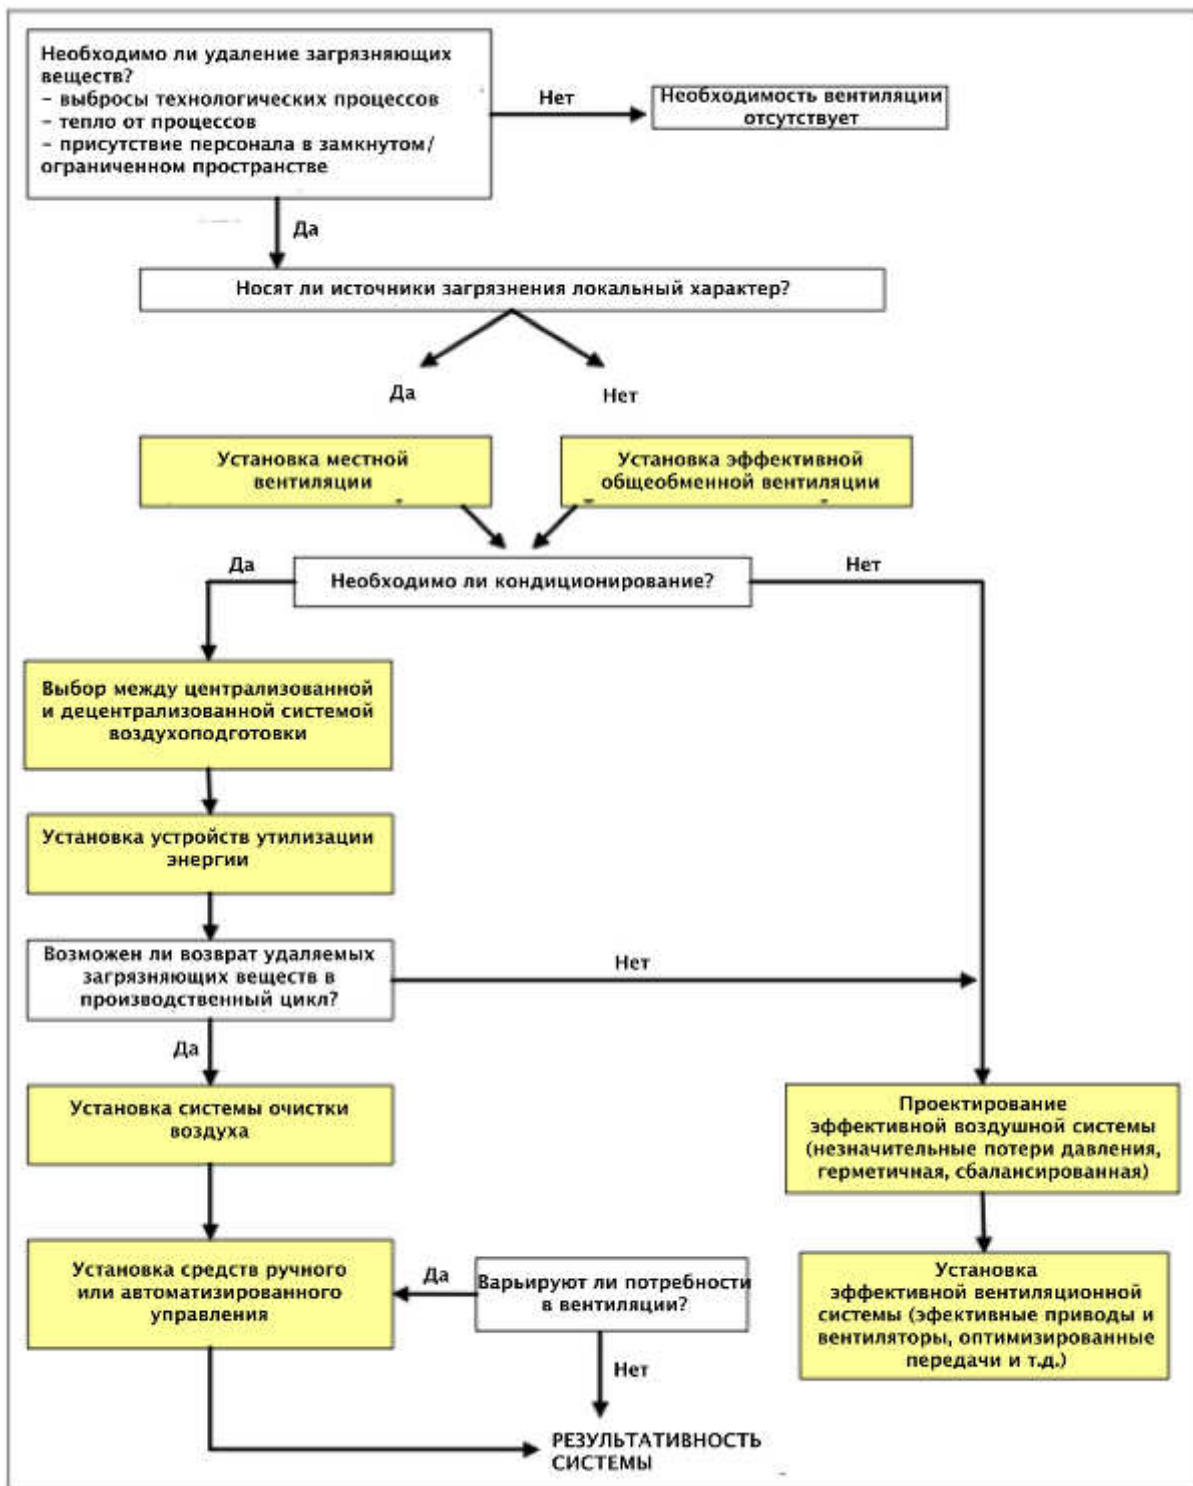 Необходимо ли удаление загрязняющих
веществ?
– выбросы технологических процессов
– тепло от процессов
– присутствие персонала в замкнутом/
ограниченном пространстве
Нет
Необходимость вентиляции
отсутствует
Да
Носят ли источники загрязнения локальный характер?
Да
Нет
Установка местной
вентиляции
Установка эффективной
общеобменной вентиляции
Да
Необходимо ли кондиционирование?
Нет
Выбор между централизованной
и децентрализованной системой
воздухоподготовки
Установка устройств утилизации
энергии
Возможен ли возврат удаляемых
загрязняющих веществ в
производственный цикл?
Нет
Да
Установка системы очистки
воздуха
Проектирование
эффективной воздушной системы
(незначительные потери давления,
герметичная, сбалансированная)
Установка средств ручного
или автоматизированного
управления
Да
Варьируют ли потребности
в вентиляции?
Установка
эффективной вентиляционной
системы (эфективные приводы и
вентиляторы, оптимизированные
передачи и т.д.)
Нет
РЕЗУЛЬТАТИВНОСТЬ
СИСТЕМЫ